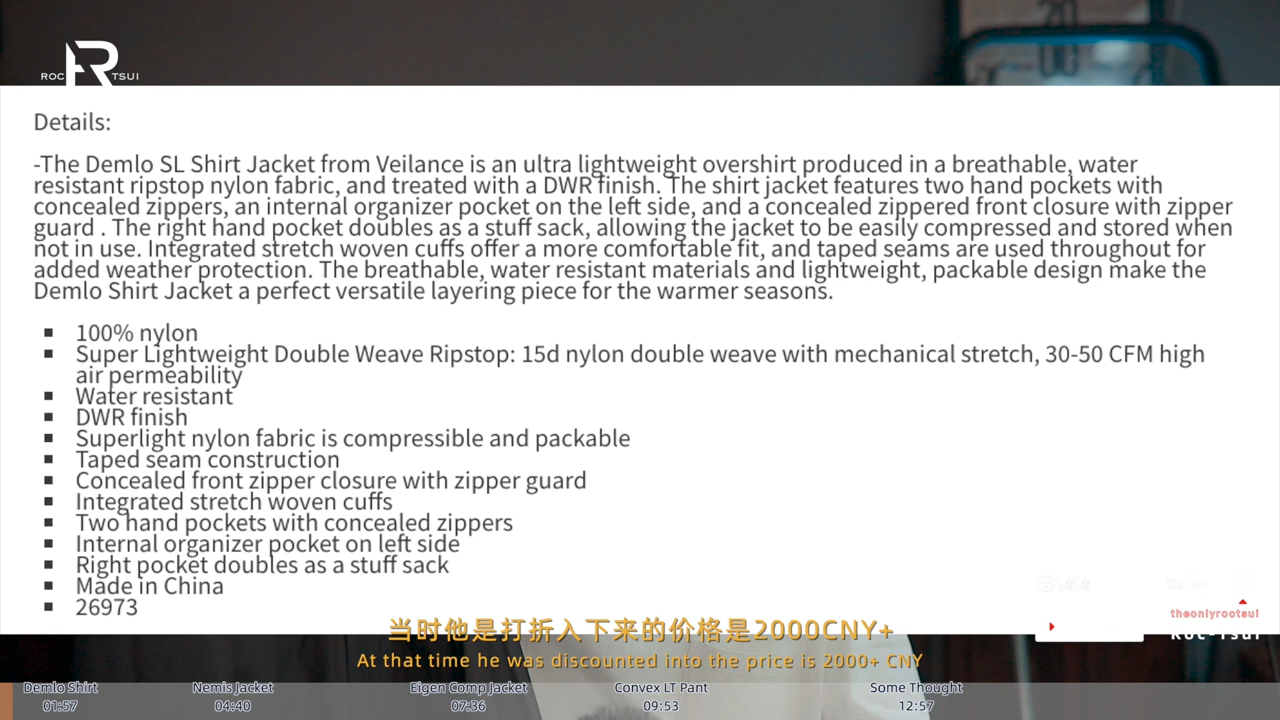 ROC R TSUI
Details:
-The Demlo SL Shirt Jacket from Veilance is an ultra lightweight overshirt produced in a breathable, water
resistant ripstop nylon fabric, and treated with a DWR finish. The shirt jacket features two hand pockets with
concealed zippers, an internal organizer pocket on the left side, and a concealed zippered front closure with zipper
guard . The right hand pocket doubles as a stuff sack, allowing the jacket to be easily compressed and stored when
not in use. Integrated stretch woven cuffs offer a more comfortable fit, and taped seams are used throughout for
added weather protection. The breathable, water resistant materials and lightweight, packable design make the
Demlo Shirt Jacket a perfect versatile layering piece for the warmer seasons.
▪ 100% nylon
▪ Super Lightweight Double Weave Ripstop: 15d nylon double weave with mechanical stretch, 30-50 CFM high
air permeability
▪ Water resistant
▪ DWR finish
▪ Superlight nylon fabric is compressible and packable
▪ Taped seam construction
▪ Concealed front zipper closure with zipper guard
▪ Integrated stretch woven cuffs
▪ Two hand pockets with concealed zippers
▪ Internal organizer pocket on left side
▪ Right pocket doubles as a stuff sack
▪ Made in China
▪ 26973
theonlyrootsui
Roc-Tsui
当时他是打折入下来的价格是2000CNY+
At that time he was discounted into the price is 2000+ CNY
Demlo Shirt Nemis Jacket Eigen Comp Jacket Convex LT Pant Some Thought
01:57 04:40 07:36 09:53 12:57